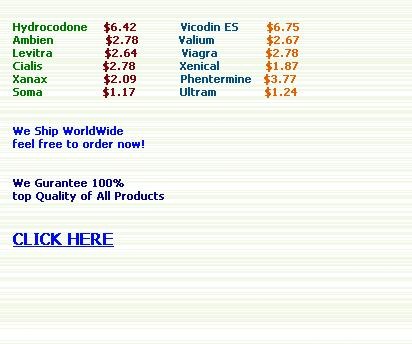 Hydrocodone $6.42 Vicodin ES $6.75
Ambien $2.78 Valium $2.67
Levitra $2.64 Viagra $2.78
Cialis $2.78 Xenical $1.87
Xanax $2.09 Phentermine $3.77
Soma $1.17 Ultram $1.24
We Ship WorldWide
feel free to order now!
We Gurantee 100%
top Quality of All Products
CLICK HERE